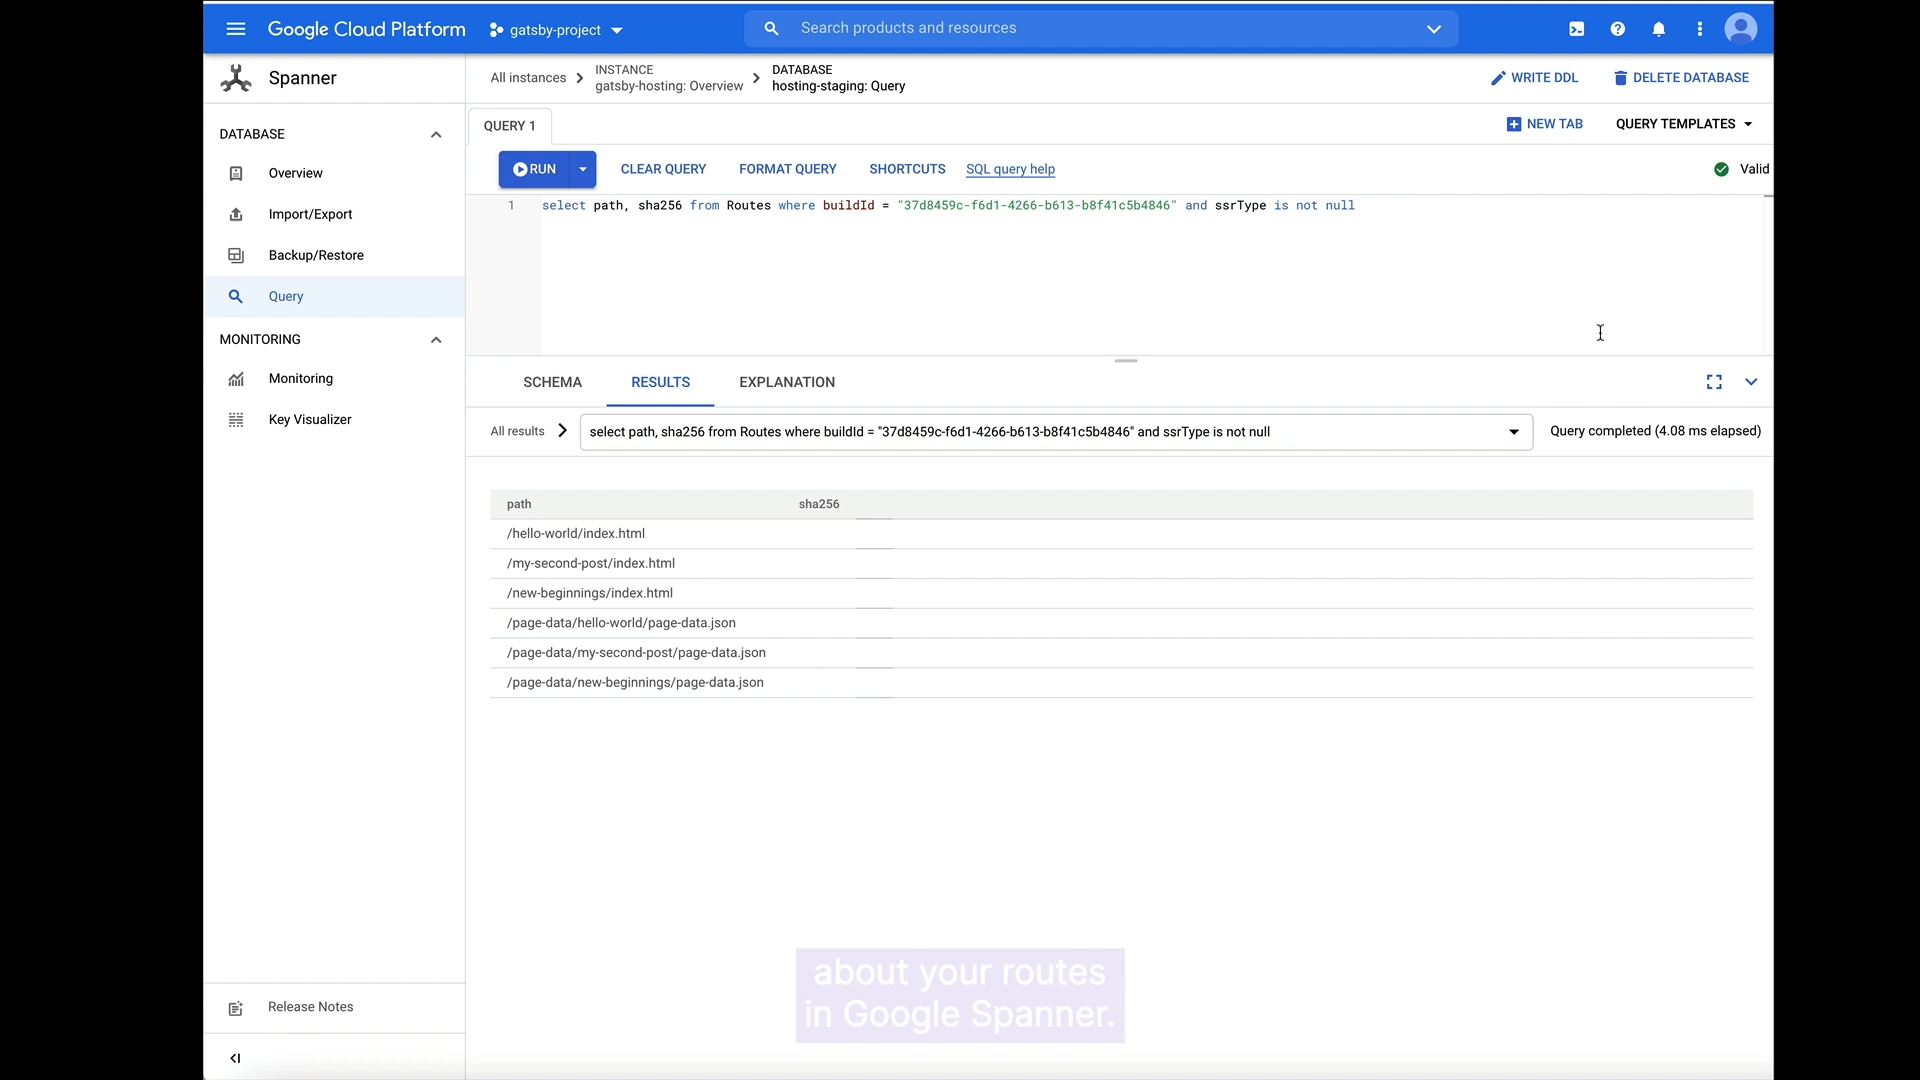 Google Cloud Platform
gatsby-project
Search products and resources
Spanner
All instances
INSTANCE
gatsby-hosting: Overview
DATABASE
hosting-staging: Query
WRITE DDL
DELETE DATABASE
DATABASE
Overview
Import/Export
Backup/Restore
Query
MONITORING
Monitoring
Key Visualizer
Release Notes
QUERY 1
NEW TAB
QUERY TEMPLATES
RUN
CLEAR QUERY
FORMAT QUERY
SHORTCUTS
SQL query help
Valid
1
select path, sha256 from Routes where buildId = "37d8459c-f6d1-4266-b613-b8f41c5b4846" and ssrType is not null
SCHEMA
RESULTS
EXPLANATION
All results
select path, sha256 from Routes where buildId = "37d8459c-f6d1-4266-b613-b8f41c5b4846" and ssrType is not null
Query completed (4.08 ms elapsed)
path sha256
/hello-world/index.html
/my-second-post/index.html
/new-beginnings/index.html
/page-data/hello-world/page-data.json
/page-data/my-second-post/page-data.json
/page-data/new-beginnings/page-data.json
about your routes
in Google Spanner.